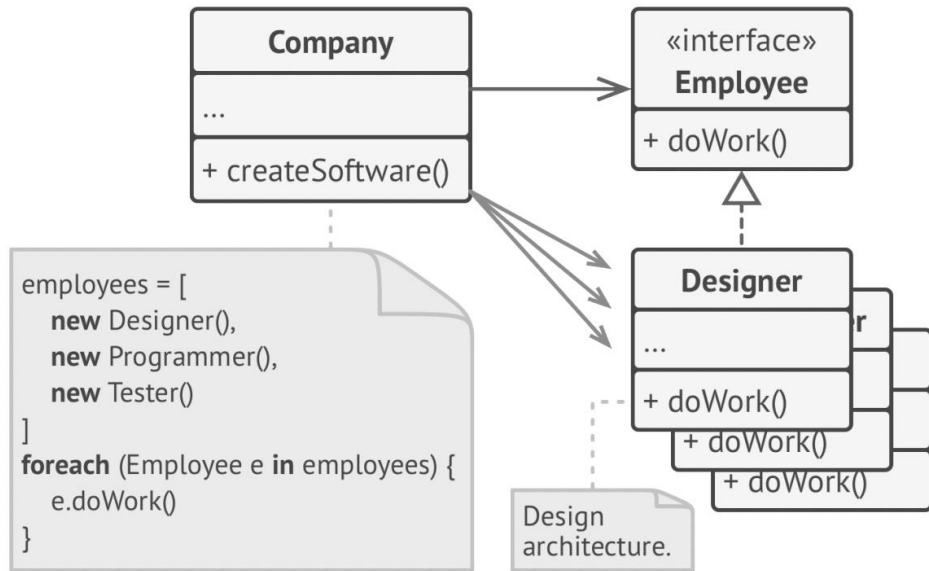 Company
...
+ createSoftware()
«interface»
Employee
+ doWork()
employees = [
new Designer(),
new Programmer(),
new Tester()
]
foreach (Employee e in employees) {
e.doWork()
}
Designer
...
+ doWork()
+ doWork()
+ doWork()
Design
architecture.